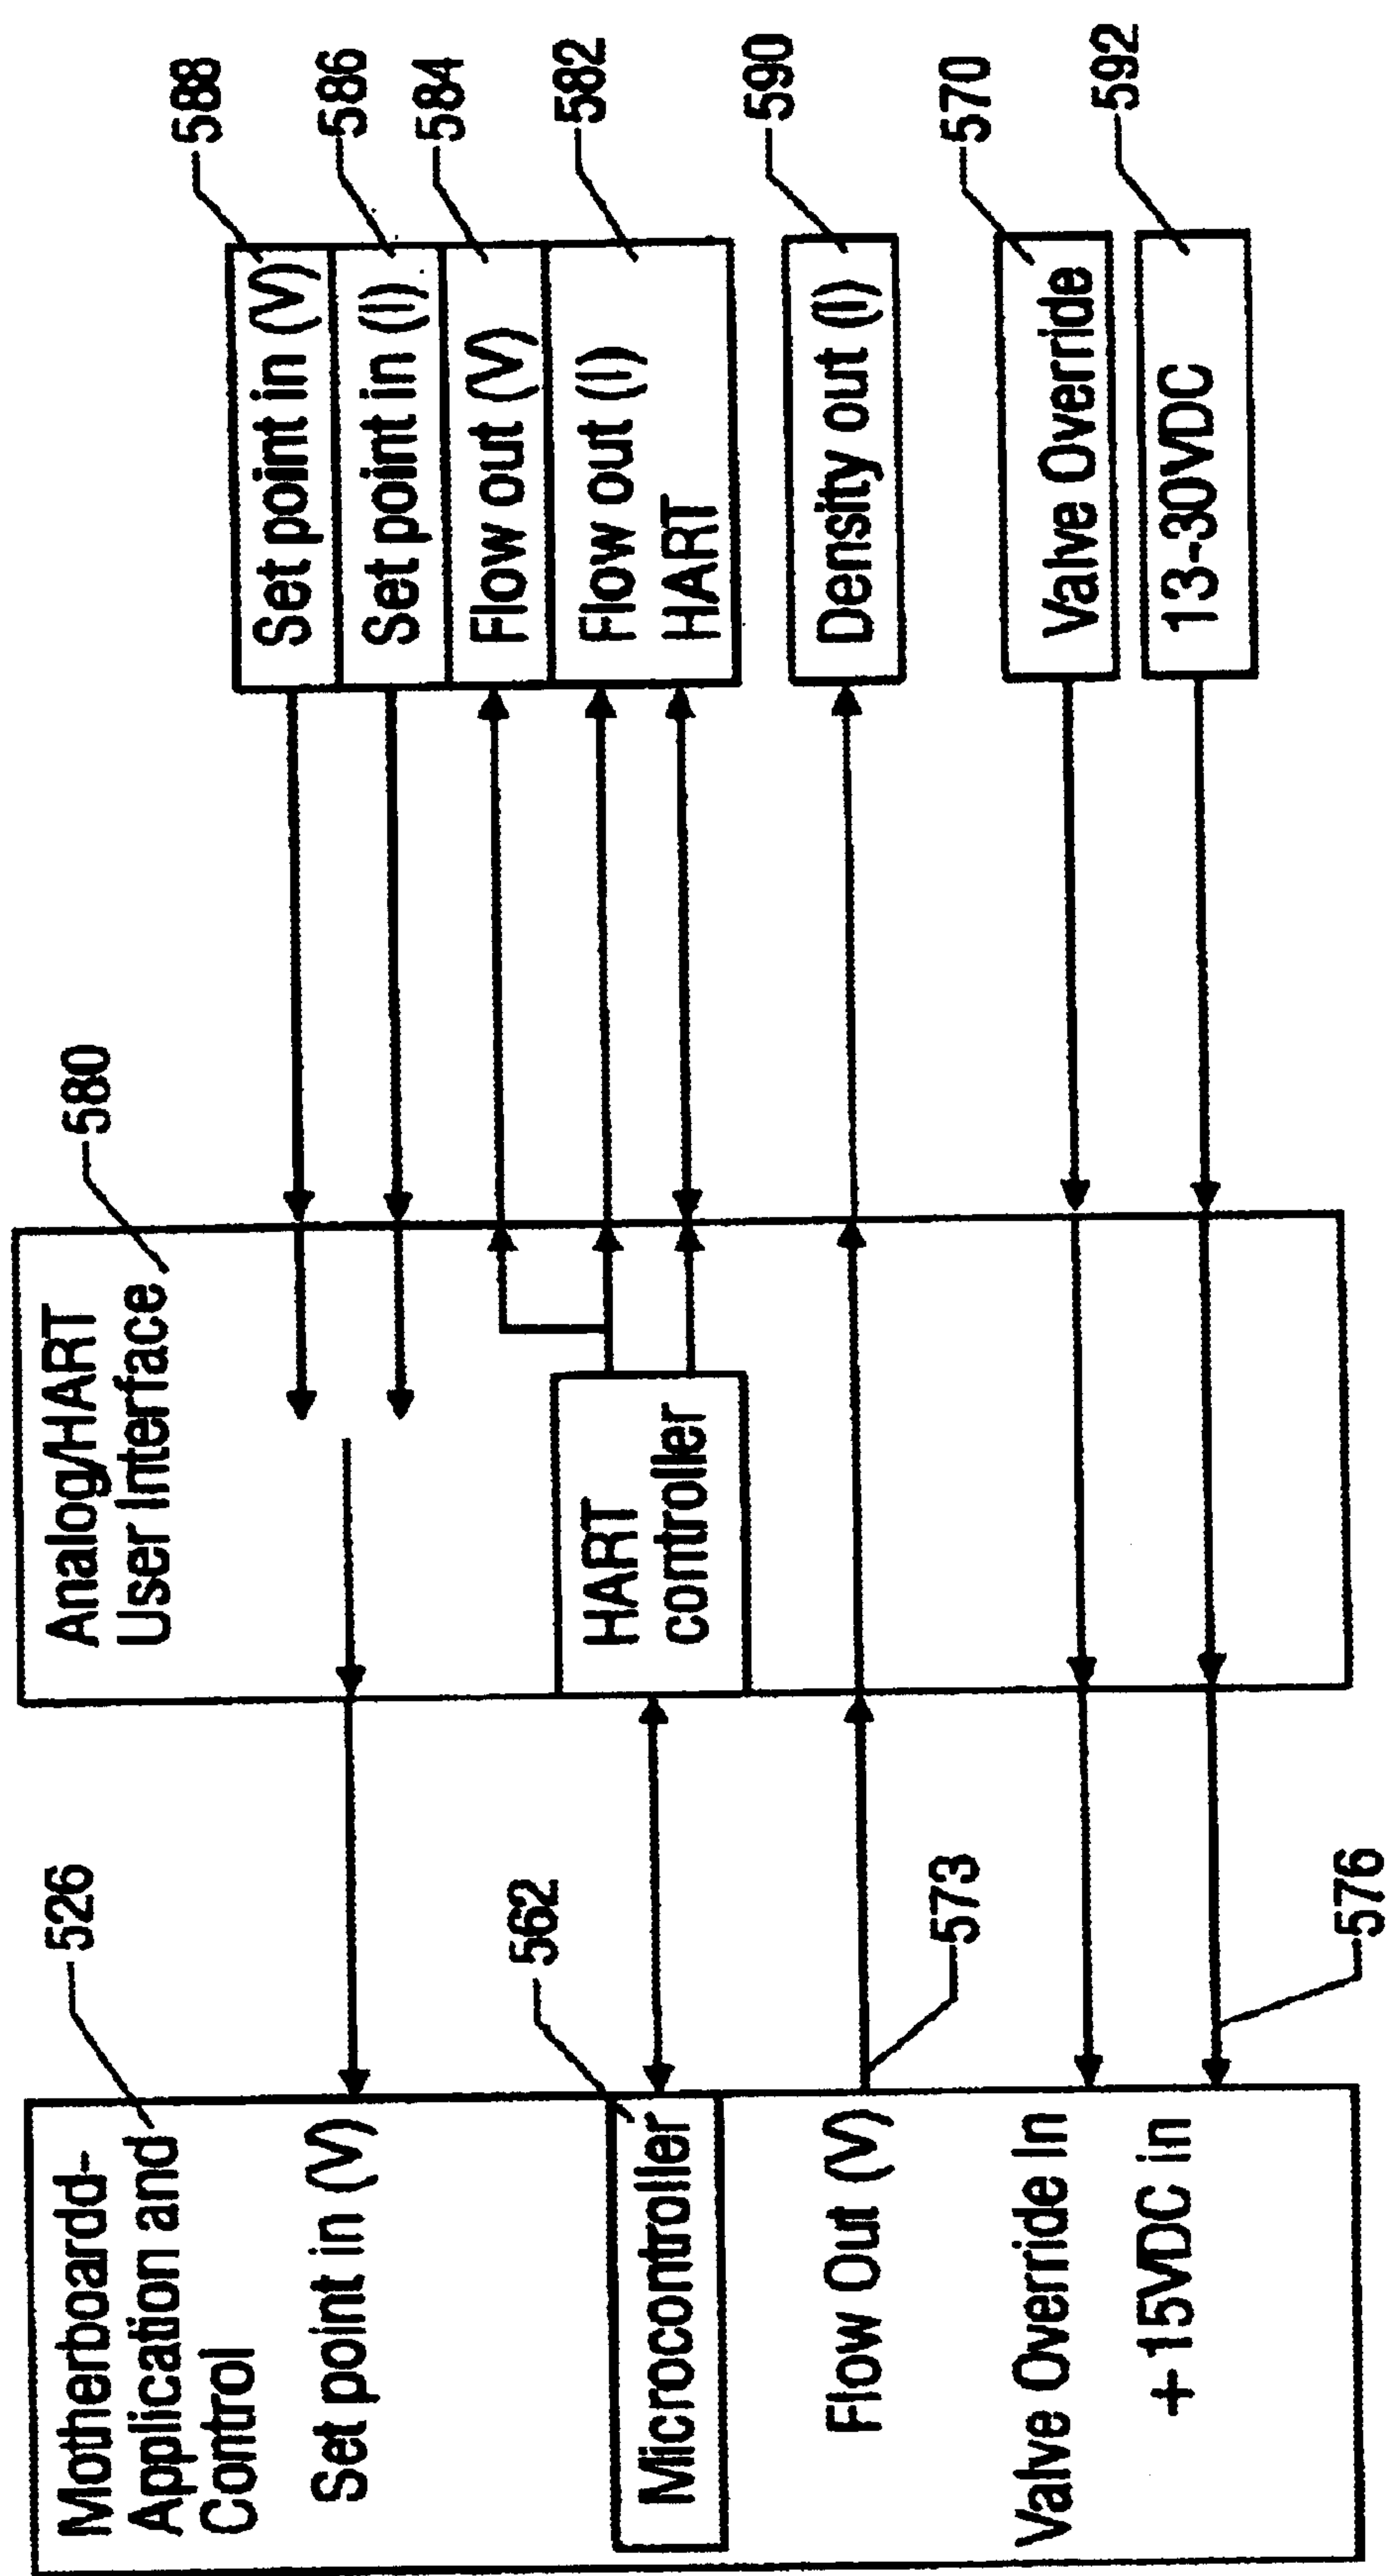 Motherboardd-
Application and
Control
526
Set point in (V)
562
Microcontroller
Flow Out (V)
573
Valve Override In
+ 15VDC in
576
Analog/HART
User Interface
580
HART
controller
Set point in (V)
588
Set point in (I)
586
Flow out (V)
584
Flow out (I)
HART
582
Density out (I)
590
Valve Override
570
13-30VDC
592